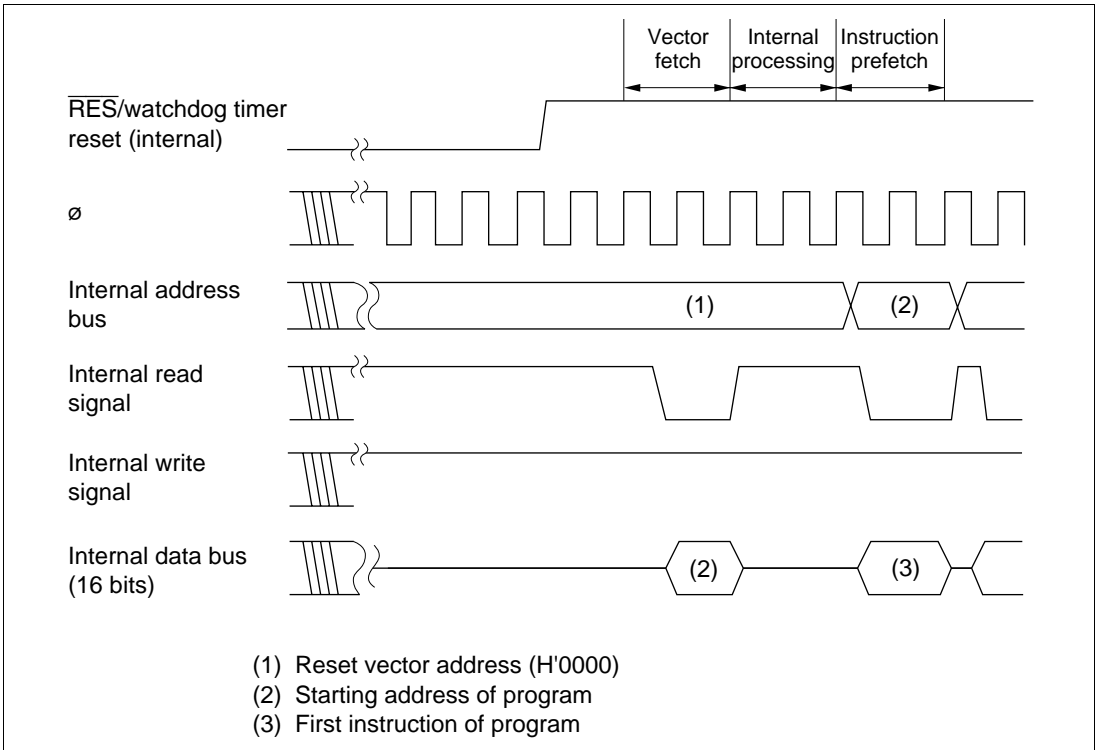 Vector
fetch
Internal
processing
Instruction
prefetch
R̅E̅S̅/watchdog timer
reset (internal)
ø
Internal address
bus
(1)
(2)
Internal read
signal
Internal write
signal
Internal data bus
(16 bits)
(2)
(3)
(1) Reset vector address (H'0000)
(2) Starting address of program
(3) First instruction of program